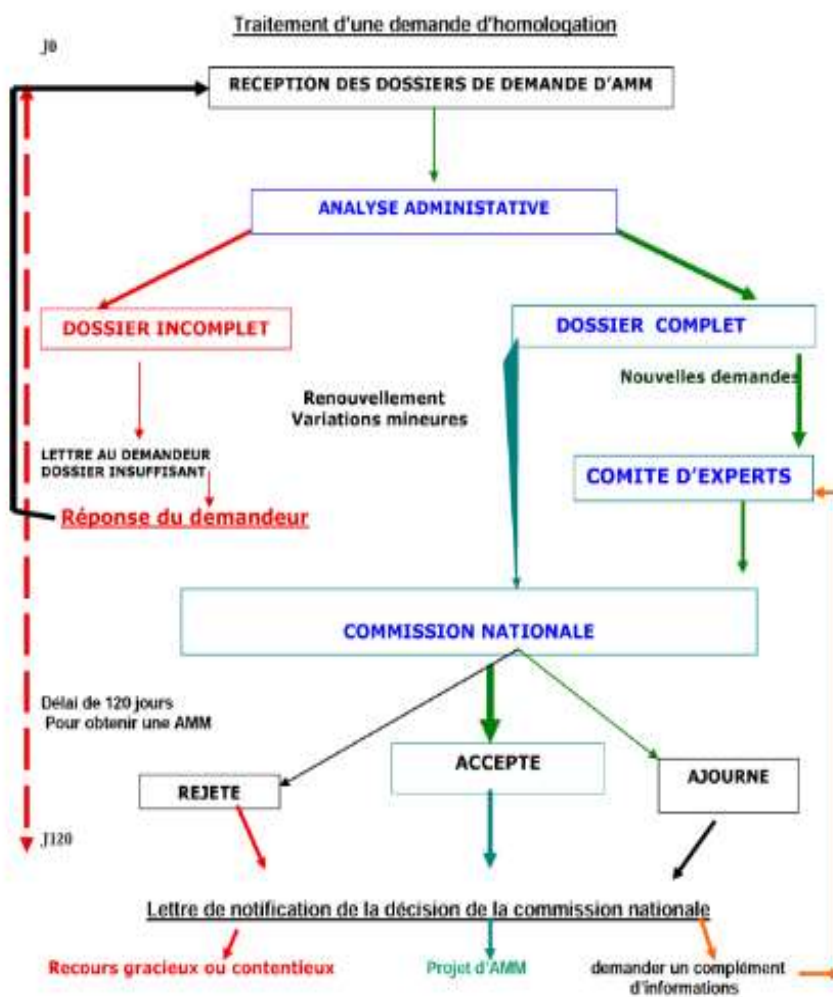 Traitement d'une demande d'homologation
J0
RECEPTION DES DOSSIERS DE DEMANDE D'AMM
ANALYSE ADMINISTATIVE
DOSSIER INCOMPLET
DOSSIER COMPLET
Nouvelles demandes
Renouvellement
Variations mineures
LETTRE AU DEMANDEUR
DOSSIER INSUFFISANT
COMITE D'EXPERTS
Réponse du demandeur
COMMISSION NATIONALE
Délai de 120 jours
Pour obtenir une AMM
REJETE
ACCEPTE
AJOURNE
J120
Lettre de notification de la décision de la commission nationale
Recours gracieux ou contentieux
Projet d'AMM
demander un complément
d'informations